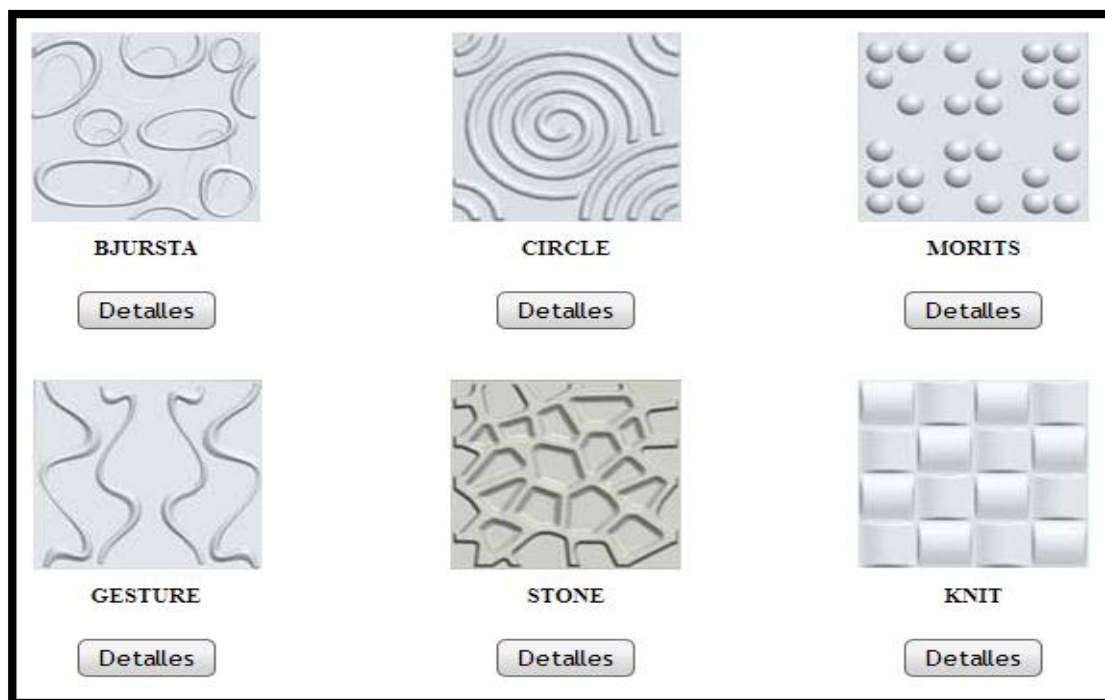 BJURSTA
CIRCLE
MORITS
Detalles
Detalles
Detalles
GESTURE
STONE
KNIT
Detalles
Detalles
Detalles